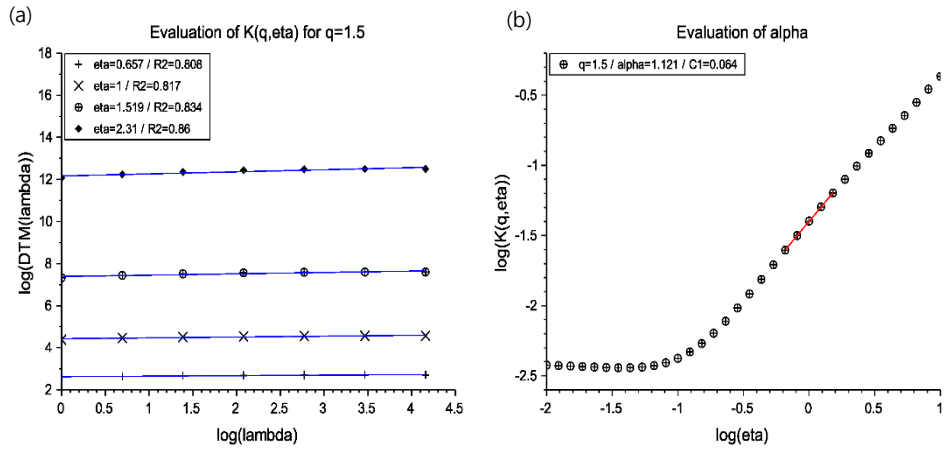 (a)
Evaluation of K(q,eta) for q=1.5
18
16
14
12
10
8
6
4
2
log(DTM(lambda))
eta=0.657 / R2=0.808
eta=1 / R2=0.817
eta=1.519 / R2=0.834
eta=2.31 / R2=0.86
0 0.5 1 1.5 2 2.5 3 3.5 4 4.5
log(lambda)
(b)
Evaluation of alpha
q=1.5 / alpha=1.121 / C1=0.064
-0.5
-1
-1.5
-2
-2.5
log(K(q,eta))
-2 -1.5 -1 -0.5 0 0.5 1
log(eta)